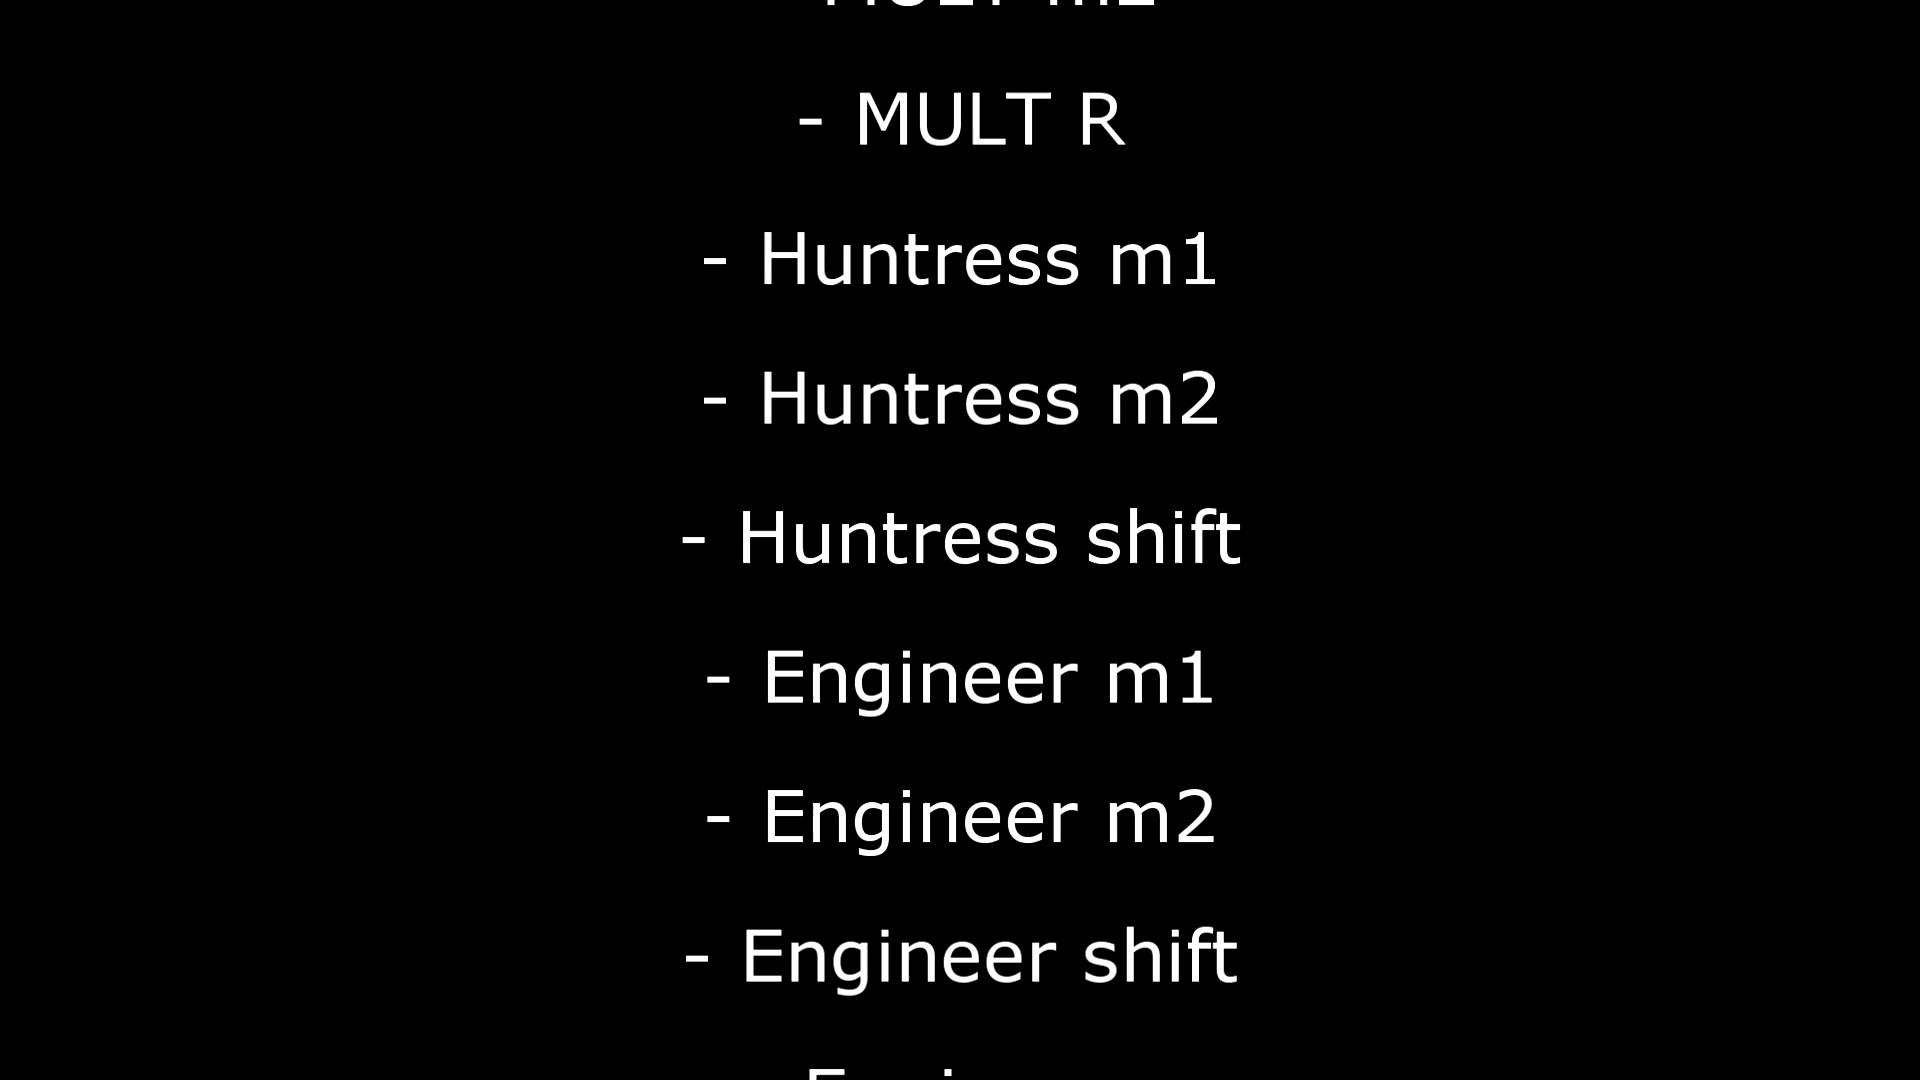 - MULT R
- Huntress m1
- Huntress m2
- Huntress shift
- Engineer m1
- Engineer m2
- Engineer shift